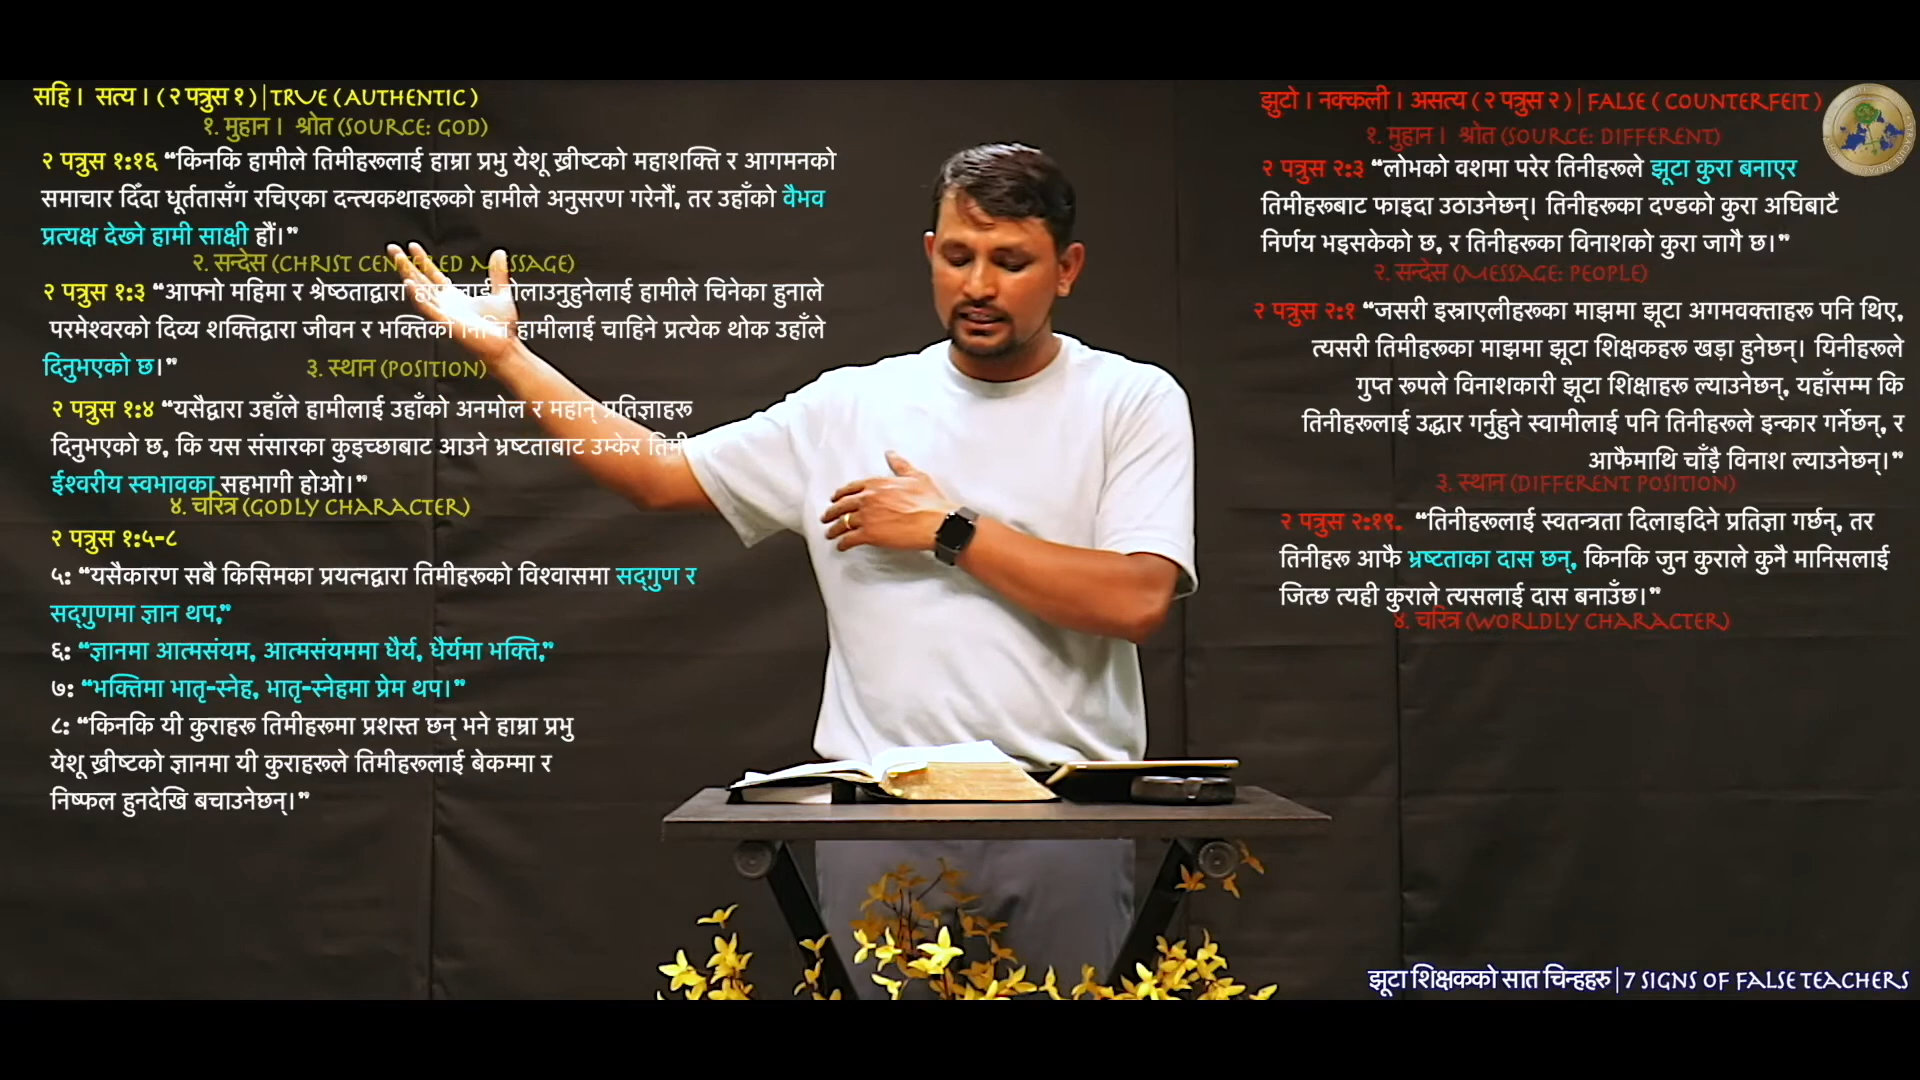 सहि । सत्य । ( २ पत्रुस १ ) | TRUE ( AUTHENTIC )
१. मुहान । श्रोत (SOURCE: GOD)
२ पत्रुस १:१६ “किनकि हामीले तिमीहरूलाई हाम्रा प्रभु येशू ख्रीष्टको महाशक्ति र आगमनको
समाचार दिँदा धूर्ततासँग रचिएका दन्त्यकथाहरूको हामीले अनुसरण गरेनौं, तर उहाँको वैभव
प्रत्यक्ष देख्ने हामी साक्षी हौं।”
२. सन्देस (CHRIST CENTERED MESSAGE)
२ पत्रुस १:३ “आफ्नो महिमा र श्रेष्ठताद्वारा हामीलाई बोलाउनुहुनेलाई हामीले चिनेका हुनाले
परमेश्वरको दिव्य शक्तिद्वारा जीवन र भक्तिको निम्ति हामीलाई चाहिने प्रत्येक थोक उहाँले
दिनुभएको छ।”
३. स्थान (POSITION)
२ पत्रुस १:४ “यसैद्वारा उहाँले हामीलाई उहाँको अनमोल र महान् प्रतिज्ञाहरू
दिनुभएको छ, कि यस संसारका कुइच्छाबाट आउने भ्रष्टताबाट उम्केर
ईश्वरीय स्वभावका सहभागी होओ।”
४. चरित्र (GODLY CHARACTER)
२ पत्रुस १:५-८
५: “यसैकारण सबै किसिमका प्रयत्नद्वारा तिमीहरूको विश्वासमा सद्‌गुण र
सद्‌गुणमा ज्ञान थप,”
६: “ज्ञानमा आत्मसंयम, आत्मसंयममा धैर्य, धैर्यमा भक्ति,”
७: “भक्तिमा भातृ-स्नेह, भातृ-स्नेहमा प्रेम थप।”
८: “किनकि यी कुराहरू तिमीहरूमा प्रशस्त छन् भने हाम्रा प्रभु
येशू ख्रीष्टको ज्ञानमा यी कुराहरूले तिमीहरूलाई बेकम्मा र
निष्फल हुनदेखि बचाउनेछन्।”
झुटो । नक्कली । असत्य ( २ पत्रुस २ ) | FALSE ( COUNTERFEIT )
१. मुहान । श्रोत (SOURCE: DIFFERENT)
२ पत्रुस २:३ “लोभको वशमा परेर तिनीहरूले झूटा कुरा बनाएर
तिमीहरूबाट फाइदा उठाउनेछन्। तिनीहरूका दण्डको कुरा अघिबाटै
निर्णय भइसकेको छ, र तिनीहरूका विनाशको कुरा जागै छ।”
२. सन्देस (MESSAGE: PEOPLE)
२ पत्रुस २:१ “जसरी इस्राएलीहरूका माझमा झूटा अगमवक्ताहरू पनि थिए,
त्यसरी तिमीहरूका माझमा झूटा शिक्षकहरू खड़ा हुनेछन्। यिनीहरूले
गुप्त रूपले विनाशकारी झूटा शिक्षाहरू ल्याउनेछन्, यहाँसम्म कि
तिनीहरूलाई उद्धार गर्नुहुने स्वामीलाई पनि तिनीहरूले इन्कार गर्नेछन्, र
आफैमाथि चाँड़ै विनाश ल्याउनेछन्।”
३. स्थान (DIFFERENT POSITION)
२ पत्रुस २:१९. “तिनीहरूलाई स्वतन्त्रता दिलाइदिने प्रतिज्ञा गर्छन्, तर
तिनीहरू आफै भ्रष्टताका दास छन्, किनकि जुन कुराले कुनै मानिसलाई
जित्छ त्यही कुराले त्यसलाई दास बनाउँछ।”
४. चरित्र (WORLDLY CHARACTER)
झूटा शिक्षकको सात चिन्हहरु | 7 SIGNS OF FALSE TEACHERS